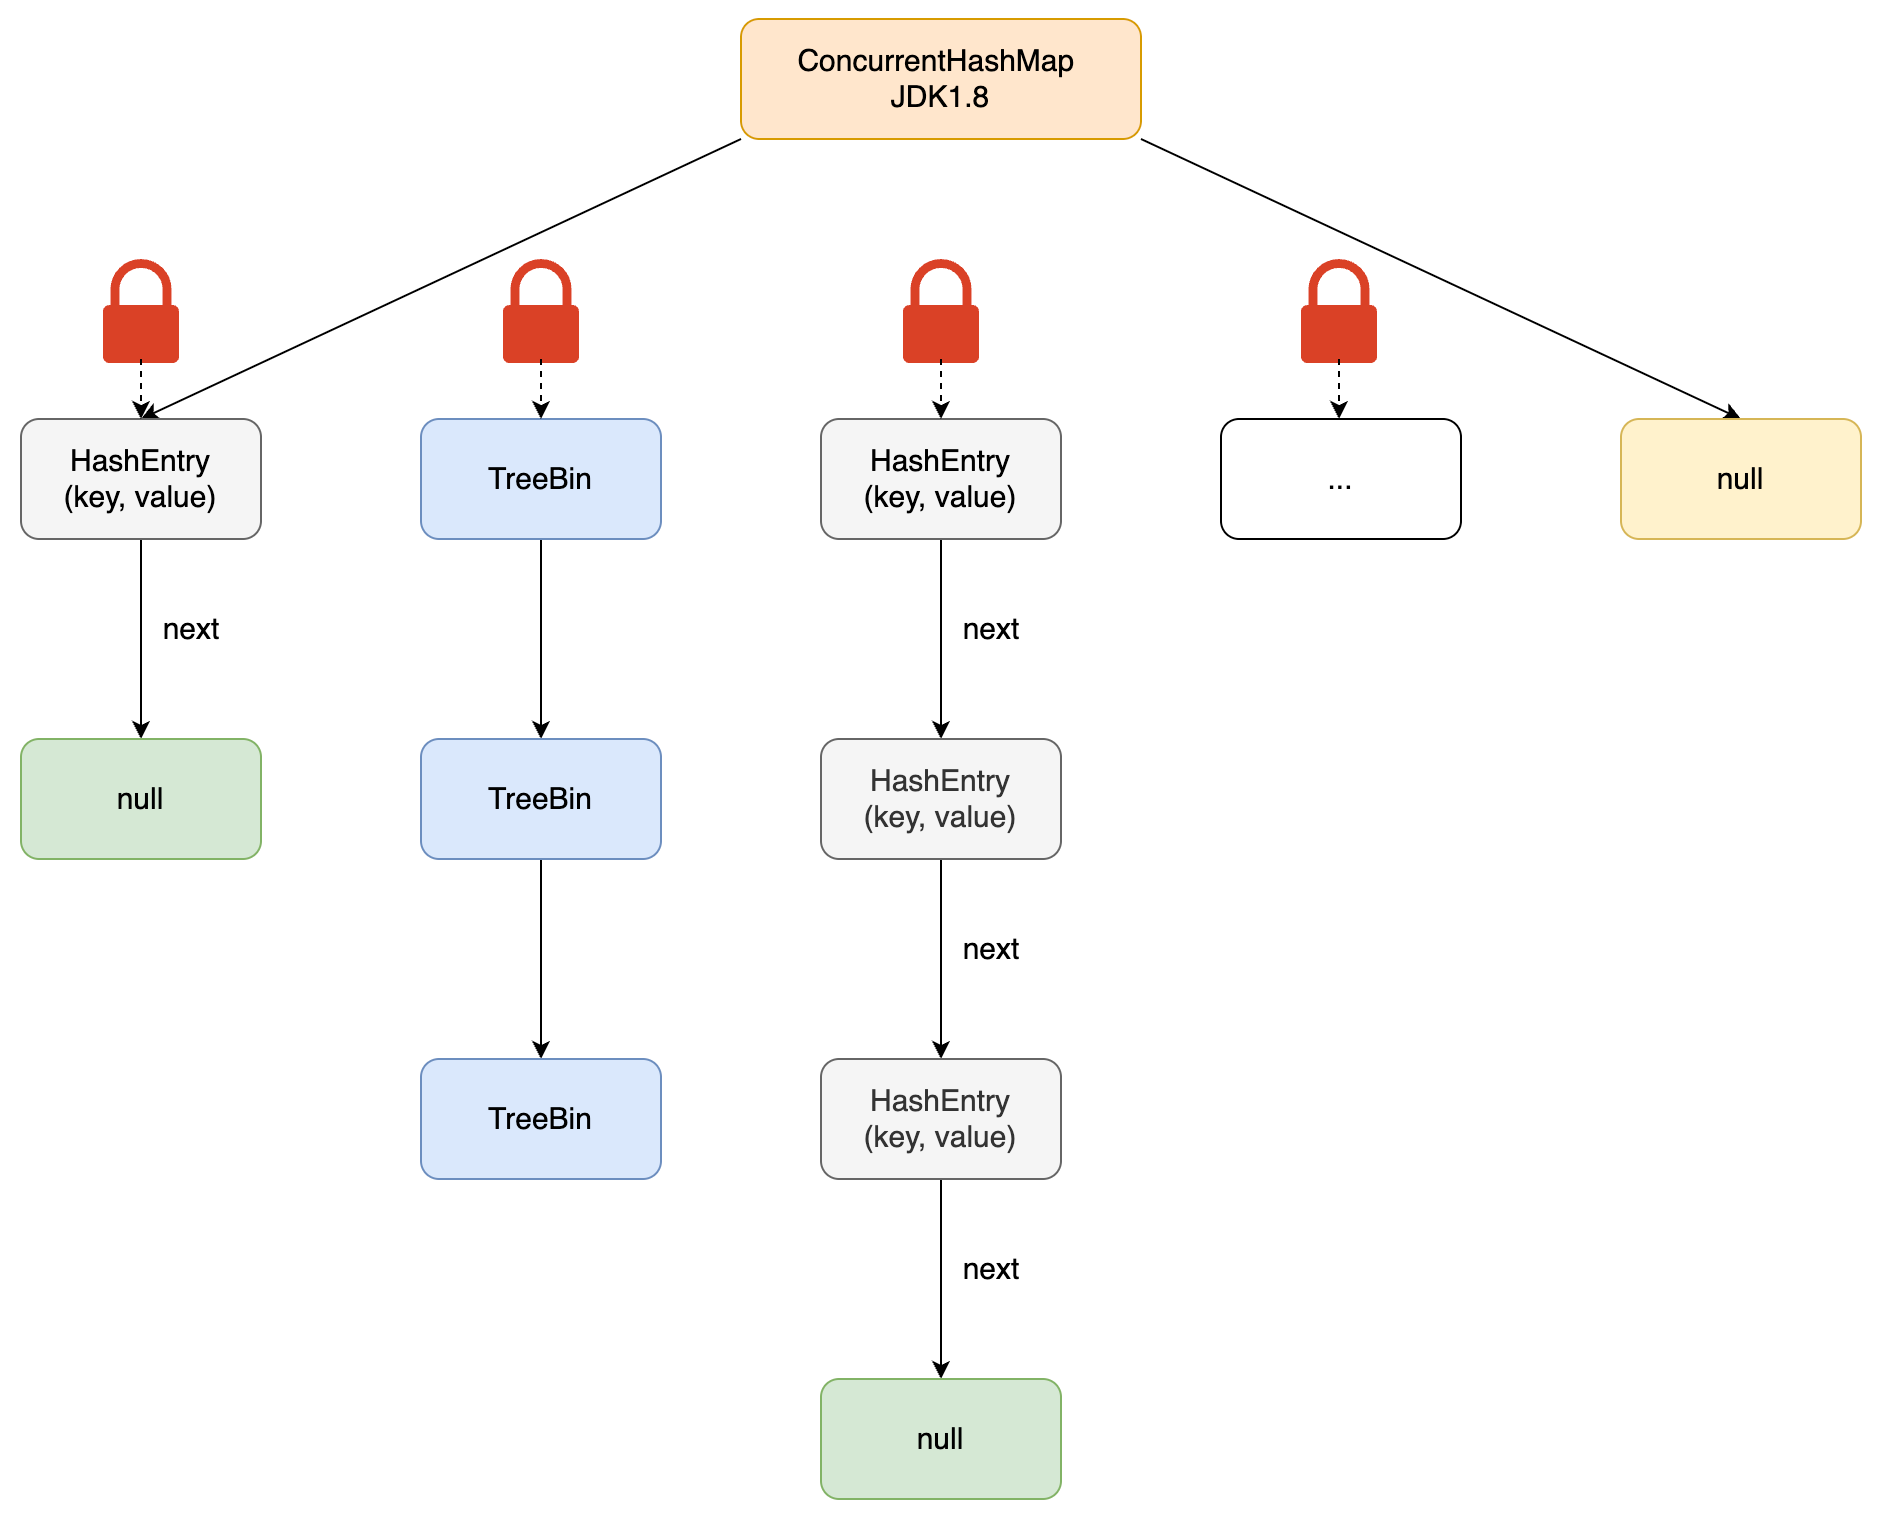 ConcurrentHashMap
JDK1.8
HashEntry
(key, value)
TreeBin
HashEntry
(key, value)
...
null
next
next
null
TreeBin
HashEntry
(key, value)
next
TreeBin
HashEntry
(key, value)
next
null